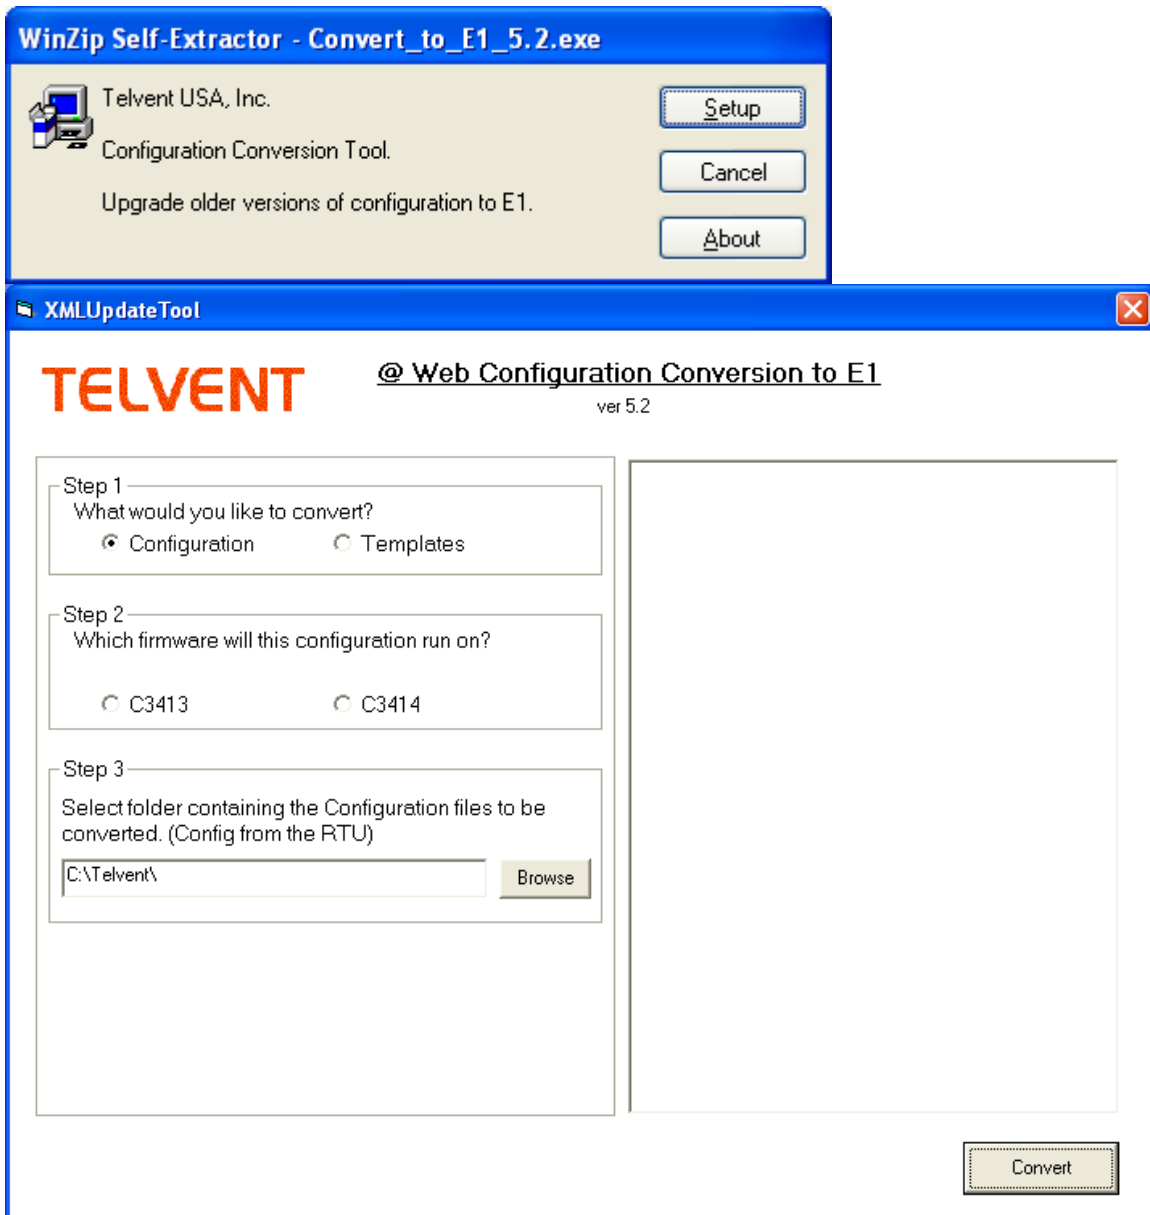 WinZip Self-Extractor - Convert_to_E1_5.2.exe
Telvent USA, Inc.
Configuration Conversion Tool.
Upgrade older versions of configuration to E1.
Setup
Cancel
About
XMLUpdateTool
TELVENT
@ Web Configuration Conversion to E1
ver 5.2
Step 1
What would you like to convert?
Configuration Templates
Step 2
Which firmware will this configuration run on?
C3413 C3414
Step 3
Select folder containing the Configuration files to be
converted. (Config from the RTU)
C:\Telvent\
Browse
Convert